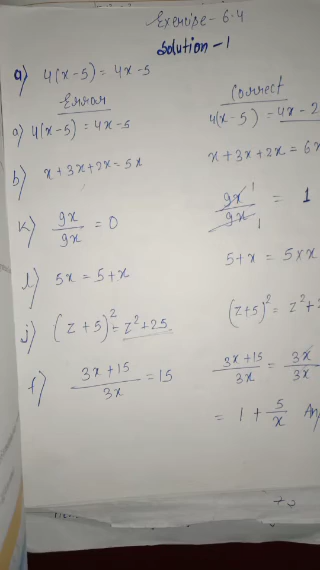 Exercise - 6.4
Solution - 1
a) 4(x-5) = 4x-5
Error
Correct
a) 4(x-5) = 4x-5
4(x-5) = 4x-2
b) x+3x+2x=5x
x+3x+2x = 6x
k) 9x/9x = 0
9x/9x = 1
l) 5x = 5+x
5+x = 5xx
j) (z+5)² = z²+25
(z+5)² = z²+
f) 3x+15/3x = 15
3x+15/3x = 3x/3x
= 1 + 5/x An